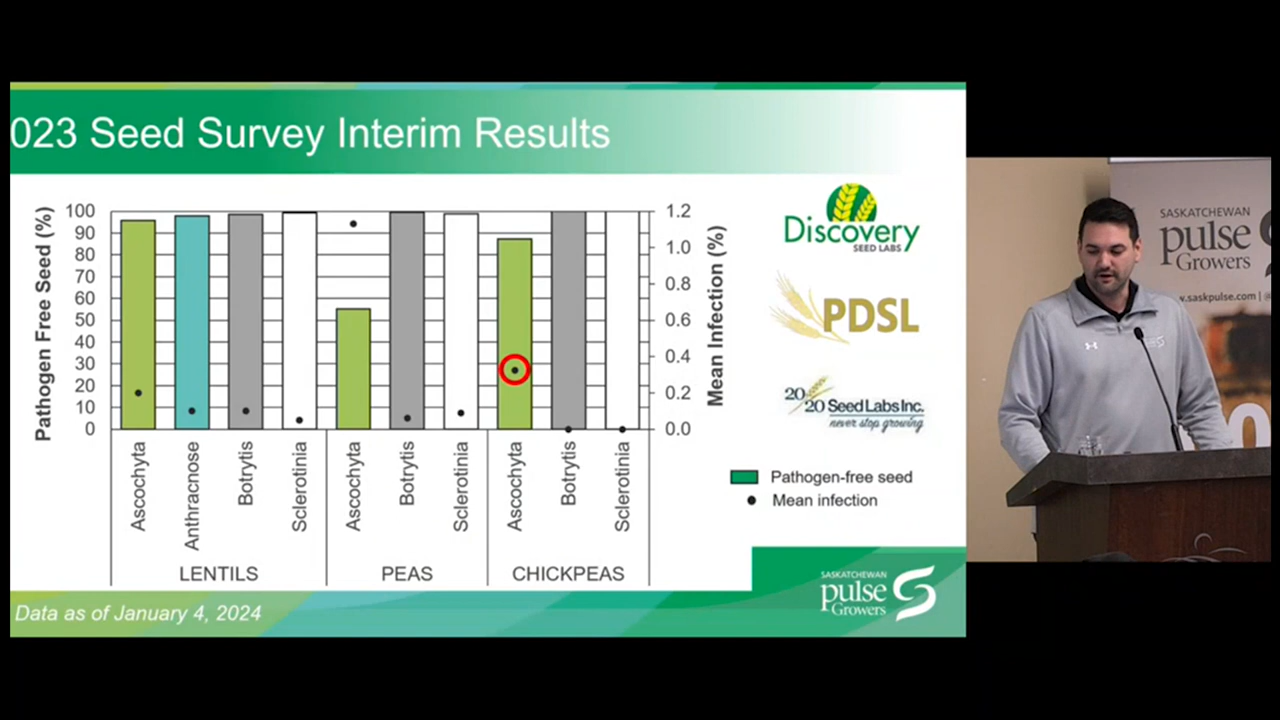 023 Seed Survey Interim Results
Pathogen Free Seed (%)
100
90
80
70
60
50
40
30
20
10
0
1.2
1.0
0.8
0.6
0.4
0.2
0.0
Mean Infection (%)
Ascochyta
Anthracnose
Botrytis
Sclerotinia
Ascochyta
Botrytis
Sclerotinia
Ascochyta
Botrytis
Sclerotinia
LENTILS
PEAS
CHICKPEAS
Discovery
SEED LABS
PDSL
20/20 Seed Labs Inc.
never stop growing
Pathogen-free seed
Mean infection
Data as of January 4, 2024
SASKATCHEWAN
pulse
Growers
SASKATCHEWAN
pulse
Growers
w.saskpulse.com | @